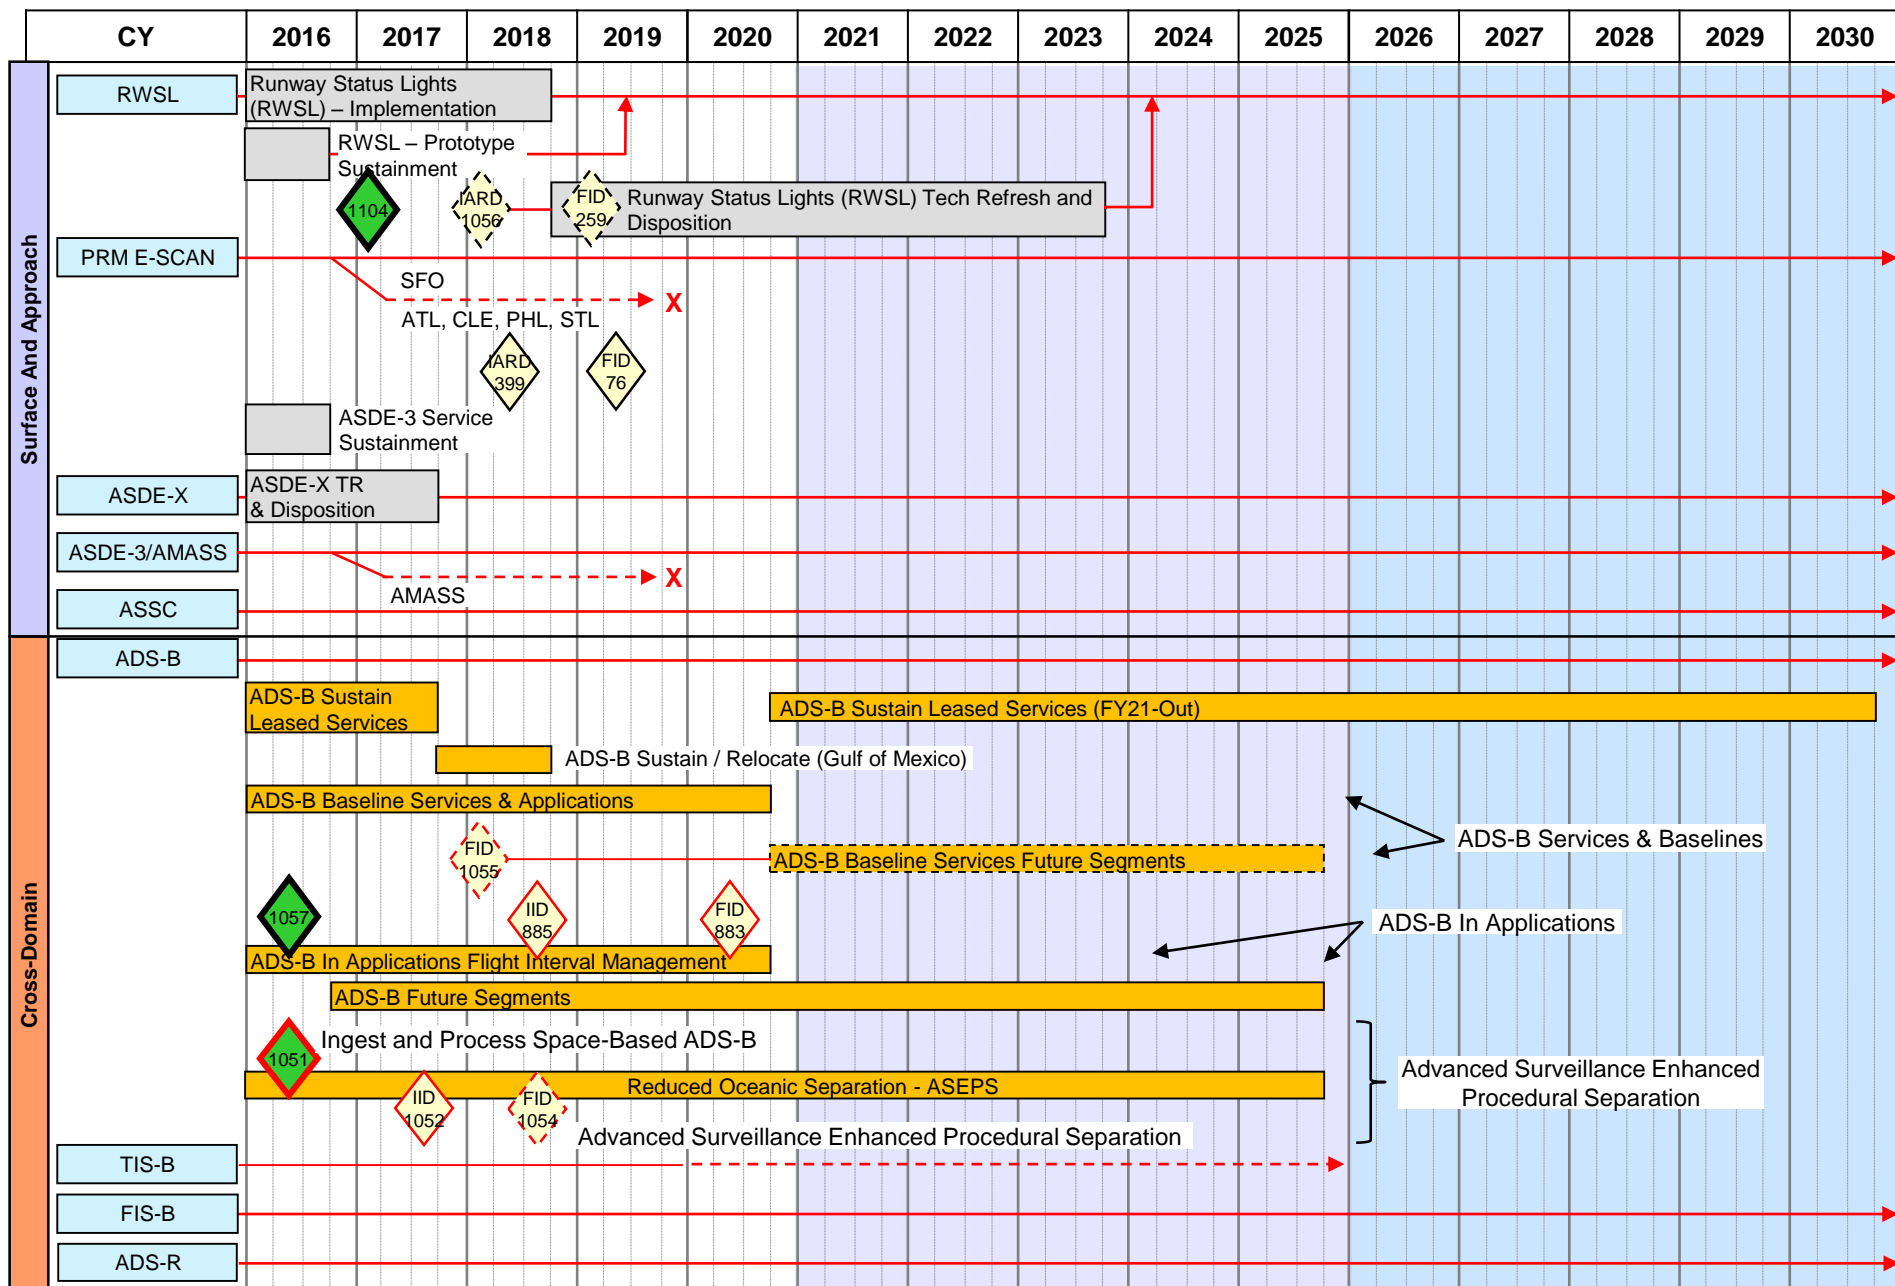 CY 2016 2017 2018 2019 2020 2021 2022 2023 2024 2025 2026 2027 2028 2029 2030
Surface And Approach
RWSL
Runway Status Lights
(RWSL) – Implementation
RWSL – Prototype
Sustainment
1104
IARD
1056
FID
259
Runway Status Lights (RWSL) Tech Refresh and
Disposition
PRM E-SCAN
SFO
X
ATL, CLE, PHL, STL
IARD
399
FID
76
ASDE-3 Service
Sustainment
ASDE-X
ASDE-X TR
& Disposition
ASDE-3/AMASS
X
AMASS
ASSC
Cross-Domain
ADS-B
ADS-B Sustain
Leased Services
ADS-B Sustain Leased Services (FY21-Out)
ADS-B Sustain / Relocate (Gulf of Mexico)
ADS-B Baseline Services & Applications
ADS-B Services & Baselines
FID
1055
ADS-B Baseline Services Future Segments
1057
IID
885
FID
883
ADS-B In Applications
ADS-B In Applications Flight Interval Management
ADS-B Future Segments
1051
Ingest and Process Space-Based ADS-B
Reduced Oceanic Separation - ASEPS
Advanced Surveillance Enhanced
Procedural Separation
IID
1052
FID
1054
Advanced Surveillance Enhanced Procedural Separation
TIS-B
FIS-B
ADS-R